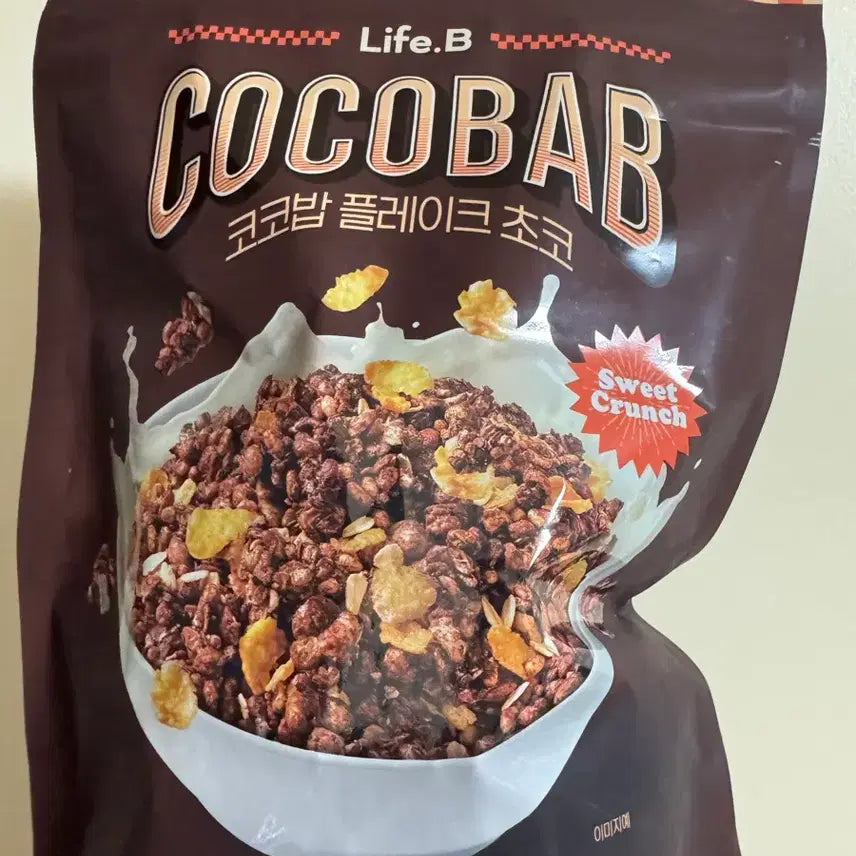 Life.B
COCOBAB
코코밥 플레이크 초코
Sweet
Crunch
이미지예